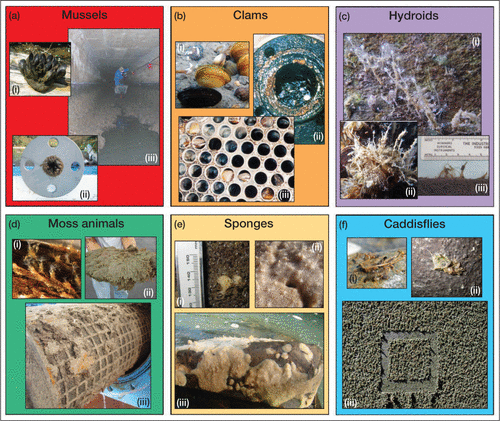 (a) Mussels
(i)
(ii)
(iii)
(b) Clams
(i)
(ii)
(iii)
(c) Hydroids
(i)
(ii)
(iii)
(d) Moss animals
(i)
(ii)
(iii)
(e) Sponges
(i)
(ii)
(iii)
(f) Caddisflies
(i)
(ii)
(iii)